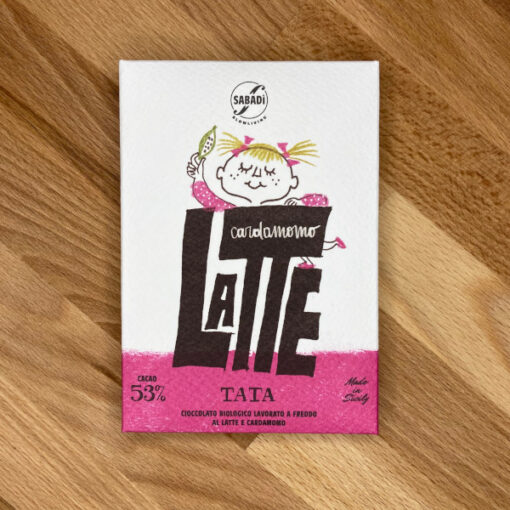 SABADì
SLOWLIVING
cardamomo
LATTE
CACAO
53%
TATA
Made
in
Sicily
CIOCCOLATO BIOLOGICO LAVORATO A FREDDO
AL LATTE E CARDAMOMO